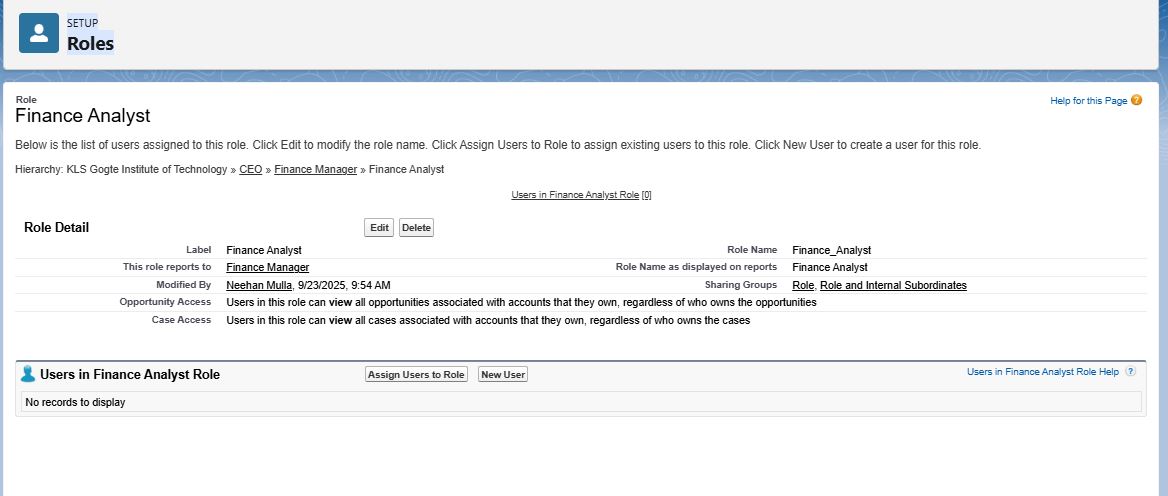 SETUP
Roles
Role
Finance Analyst
Help for this Page ?
Below is the list of users assigned to this role. Click Edit to modify the role name. Click Assign Users to Role to assign existing users to this role. Click New User to create a user for this role.
Hierarchy: KLS Gogte Institute of Technology » CEO » Finance Manager » Finance Analyst
Users in Finance Analyst Role [0]
Role Detail Edit Delete
Label Finance Analyst Role Name Finance_Analyst
This role reports to Finance Manager Role Name as displayed on reports Finance Analyst
Modified By Neehan Mulla, 9/23/2025, 9:54 AM Sharing Groups Role, Role and Internal Subordinates
Opportunity Access Users in this role can view all opportunities associated with accounts that they own, regardless of who owns the opportunities
Case Access Users in this role can view all cases associated with accounts that they own, regardless of who owns the cases
Users in Finance Analyst Role Assign Users to Role New User Users in Finance Analyst Role Help ?
No records to display